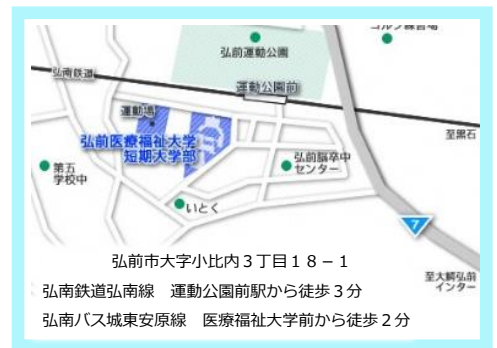 ゴルフ練習場
弘前運動公園
弘南鉄道
運動公園前
運動場
至黒石
弘前医療福祉大学
短期大学部
弘前脳卒中
センター
第五
学校中
いとく
7
弘前市大字小比内3丁目18-1
至大鰐弘前
インター
弘南鉄道弘南線 運動公園前駅から徒歩3分
弘南バス城東安原線 医療福祉大学前から徒歩2分